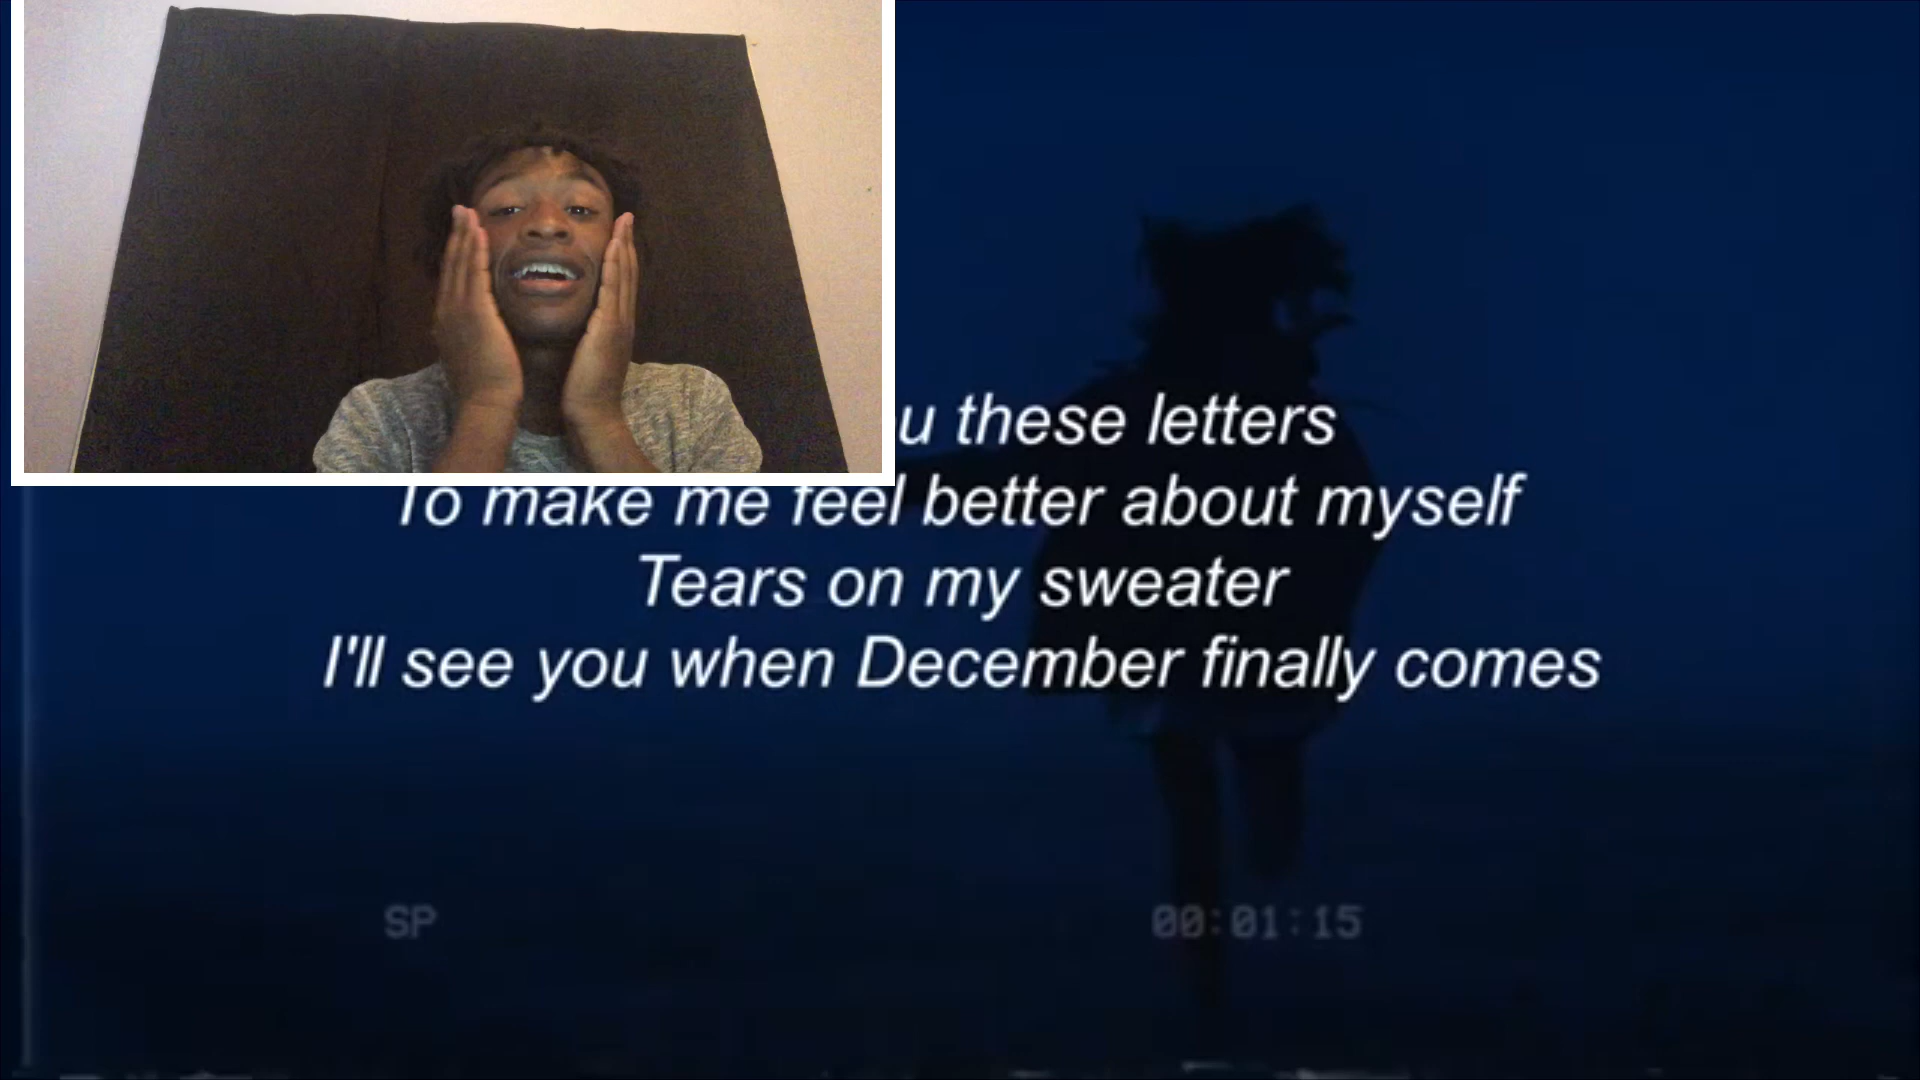 u these letters
To make me feel better about myself
Tears on my sweater
I'll see you when December finally comes
SP 00:01:15